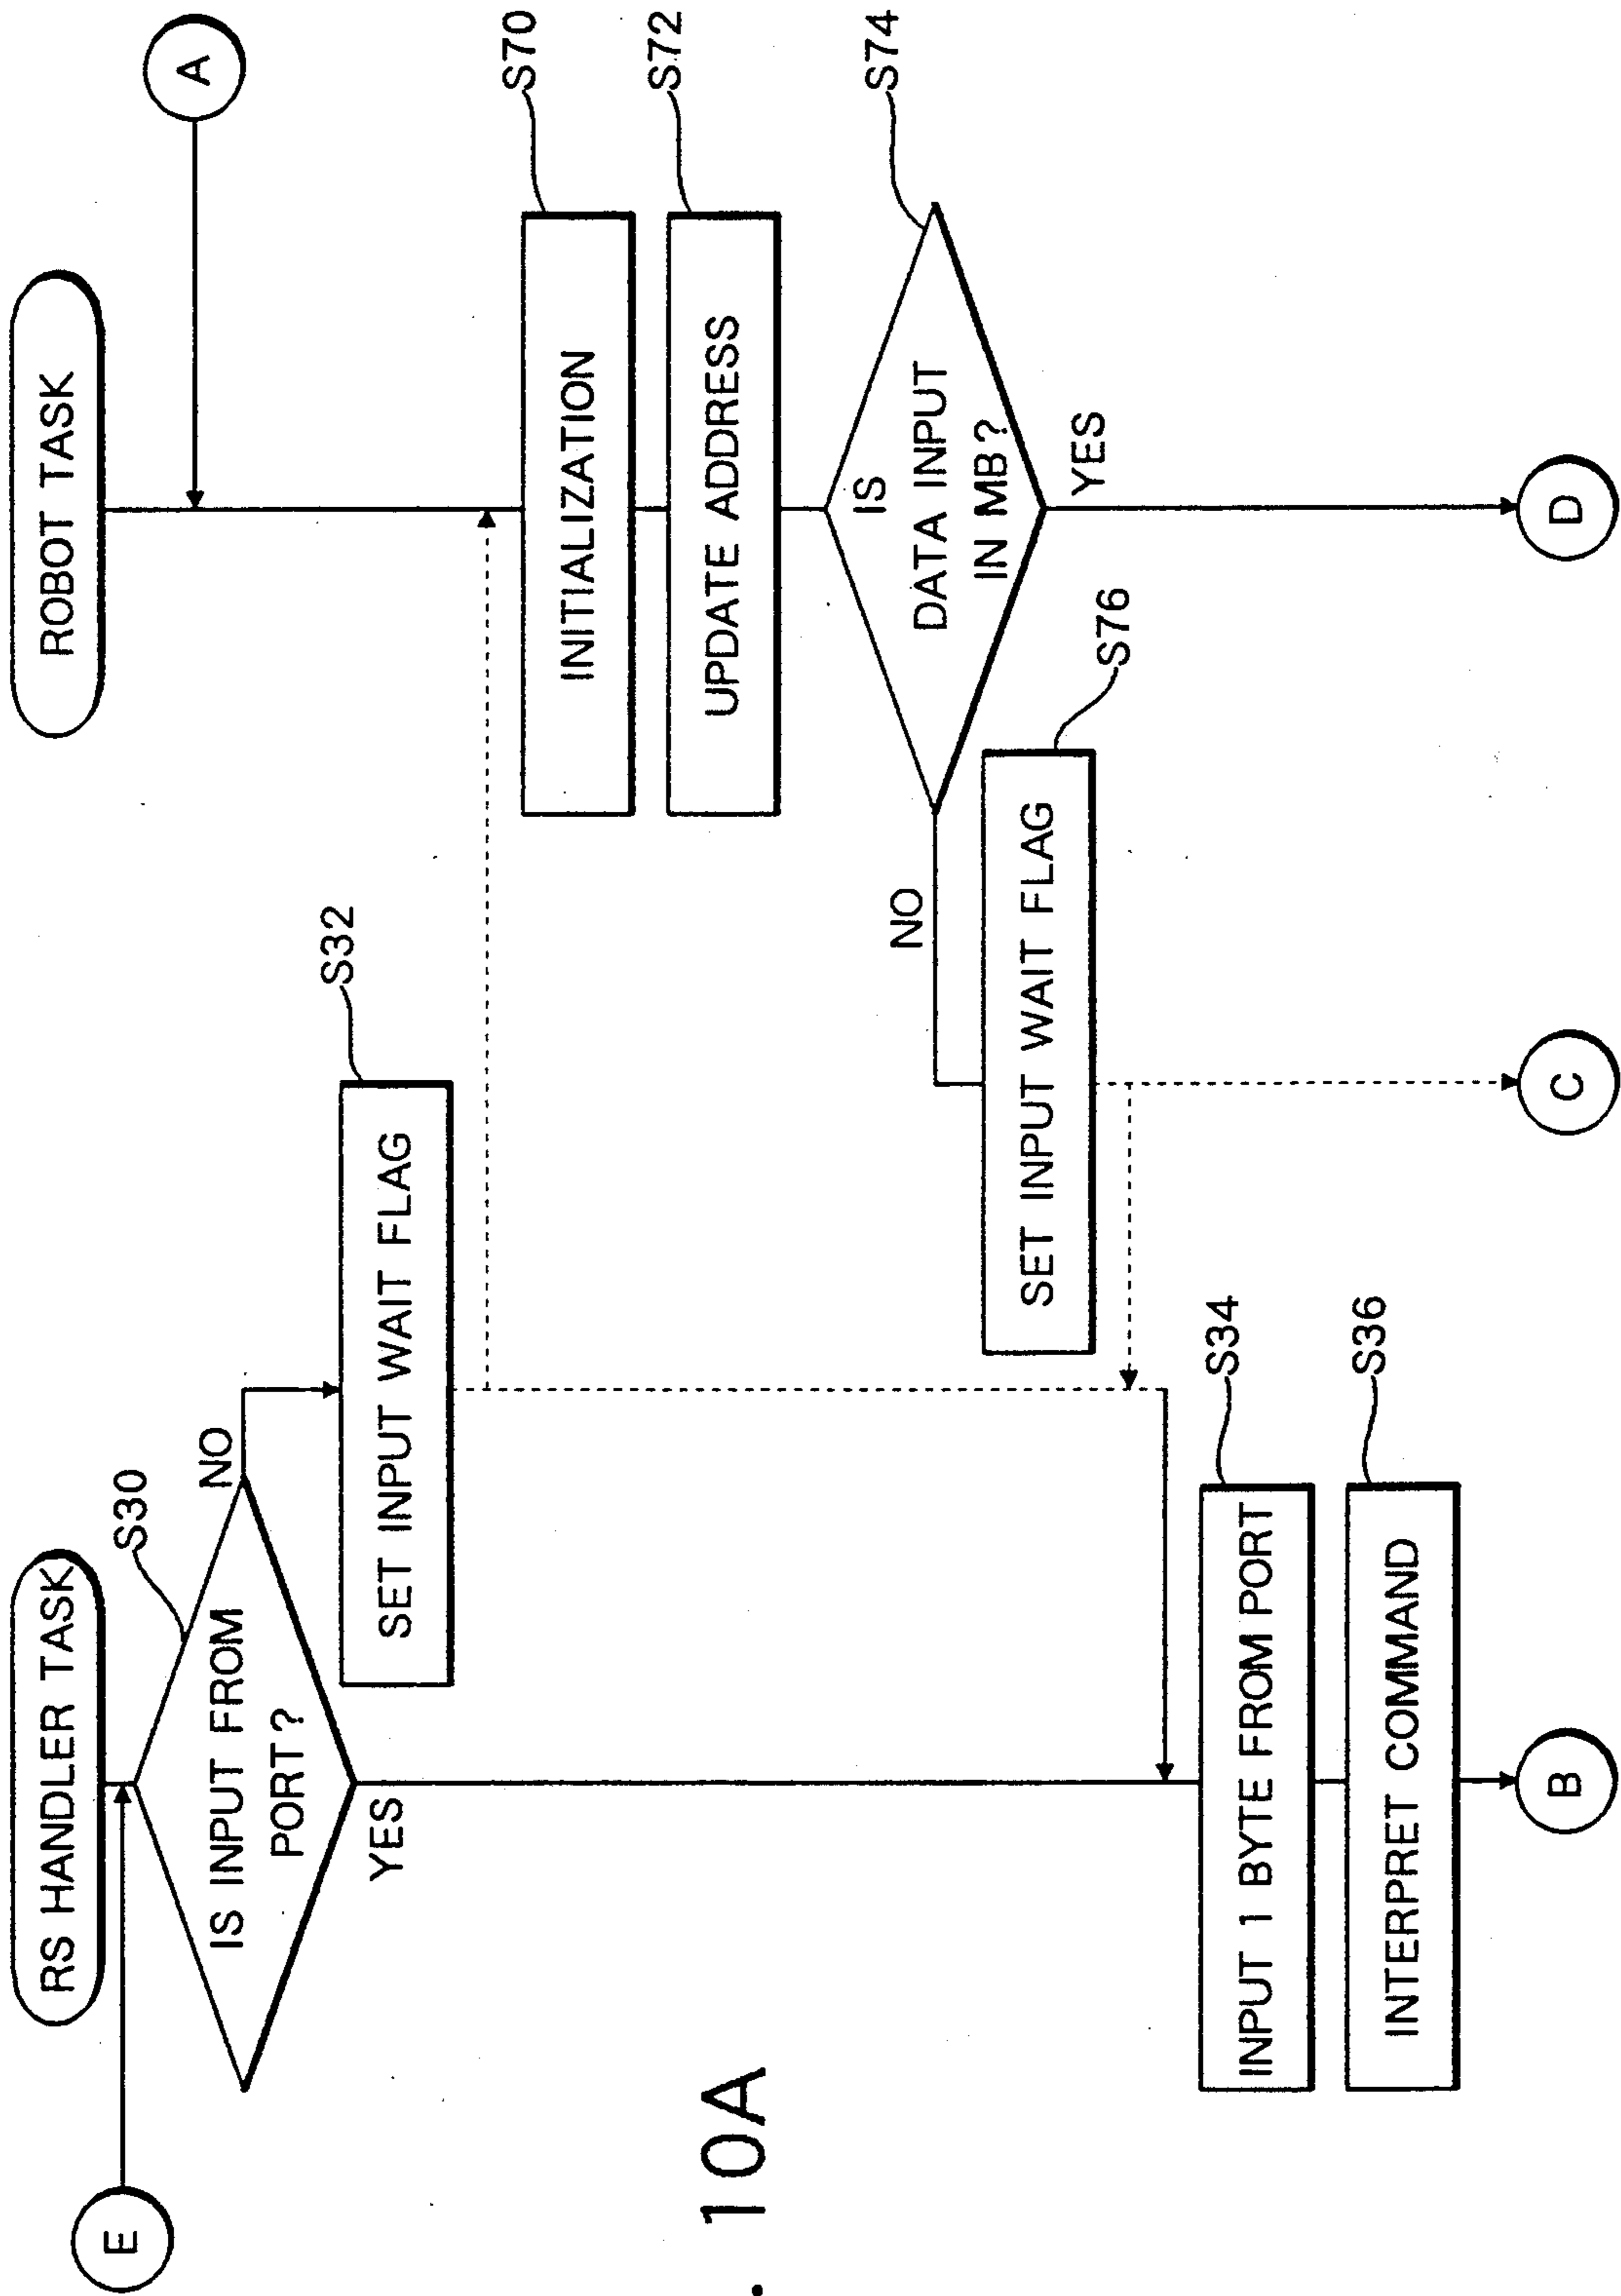 RS HANDLER TASK
ROBOT TASK
E
A
S30
IS INPUT FROM
PORT?
NO
YES
S32
SET INPUT WAIT FLAG
S70
INITIALIZATION
S72
UPDATE ADDRESS
S74
IS
DATA INPUT
IN MB?
NO
YES
S76
SET INPUT WAIT FLAG
S34
INPUT 1 BYTE FROM PORT
S36
INTERPRET COMMAND
B
C
D
. 10A